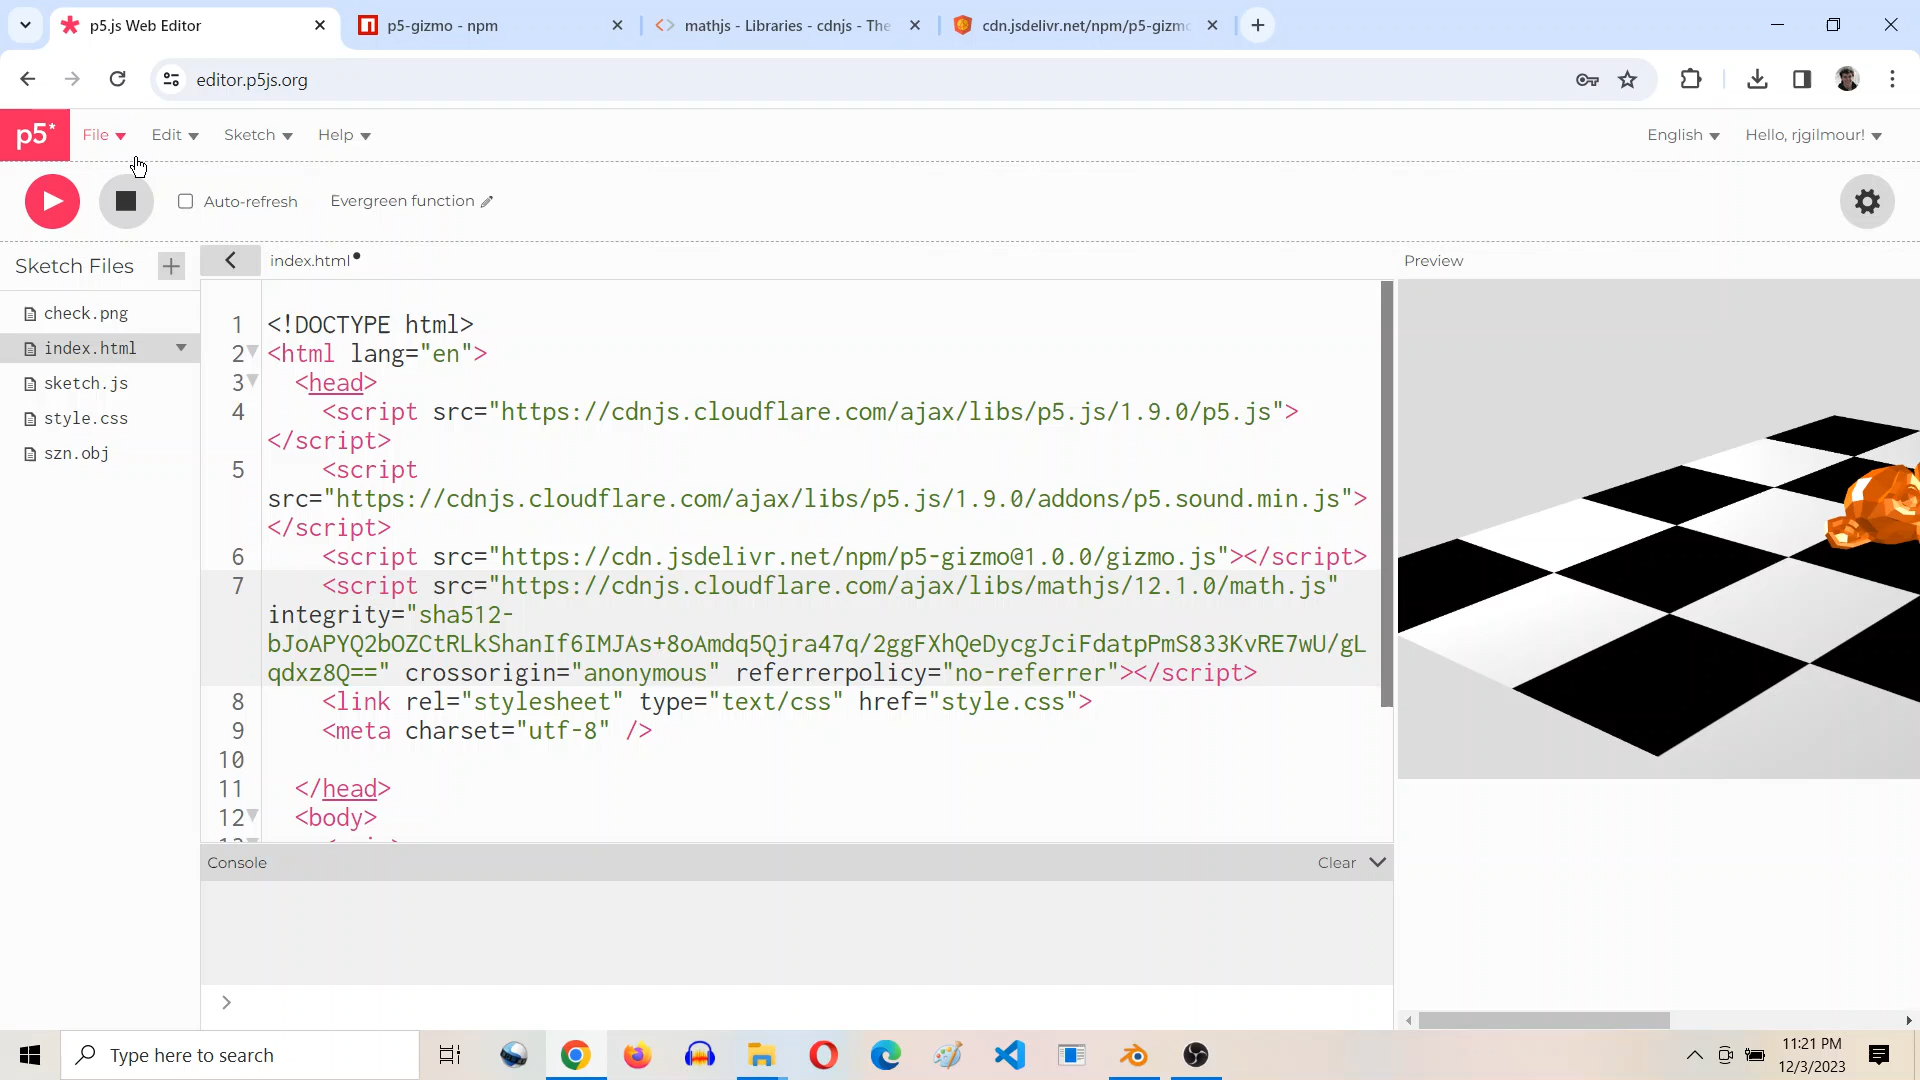 p5.js Web Editor
p5-gizmo - npm
mathjs - Libraries - cdnjs - The
cdn.jsdelivr.net/npm/p5-gizmo
editor.p5js.org
p5*
File
Edit
Sketch
Help
English
Hello, rjgilmour!
Auto-refresh
Evergreen function
Sketch Files
index.html
Preview
check.png
index.html
sketch.js
style.css
szn.obj
1 <!DOCTYPE html>
2 <html lang="en">
3 <head>
4 <script src="https://cdnjs.cloudflare.com/ajax/libs/p5.js/1.9.0/p5.js">
</script>
5 <script
src="https://cdnjs.cloudflare.com/ajax/libs/p5.js/1.9.0/addons/p5.sound.min.js">
</script>
6 <script src="https://cdn.jsdelivr.net/npm/p5-gizmo@1.0.0/gizmo.js"></script>
7 <script src="https://cdnjs.cloudflare.com/ajax/libs/mathjs/12.1.0/math.js"
integrity="sha512-
bJoAPYQ2bOZCtRLkShanIf6IMJAs+8oAmdq5Qjra47q/2ggFXhQeDycgJciFdatpPmS833KvRE7wU/gL
qdxz8Q==" crossorigin="anonymous" referrerpolicy="no-referrer"></script>
8 <link rel="stylesheet" type="text/css" href="style.css">
9 <meta charset="utf-8" />
10
11 </head>
12 <body>
Console
Clear
>
Type here to search
11:21 PM
12/3/2023